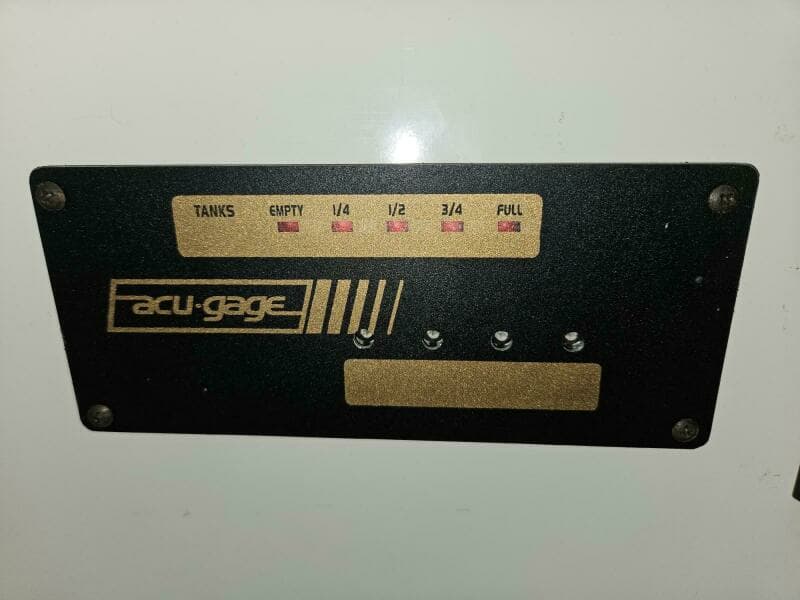 TANKS EMPTY 1/4 1/2 3/4 FULL
acu·gage